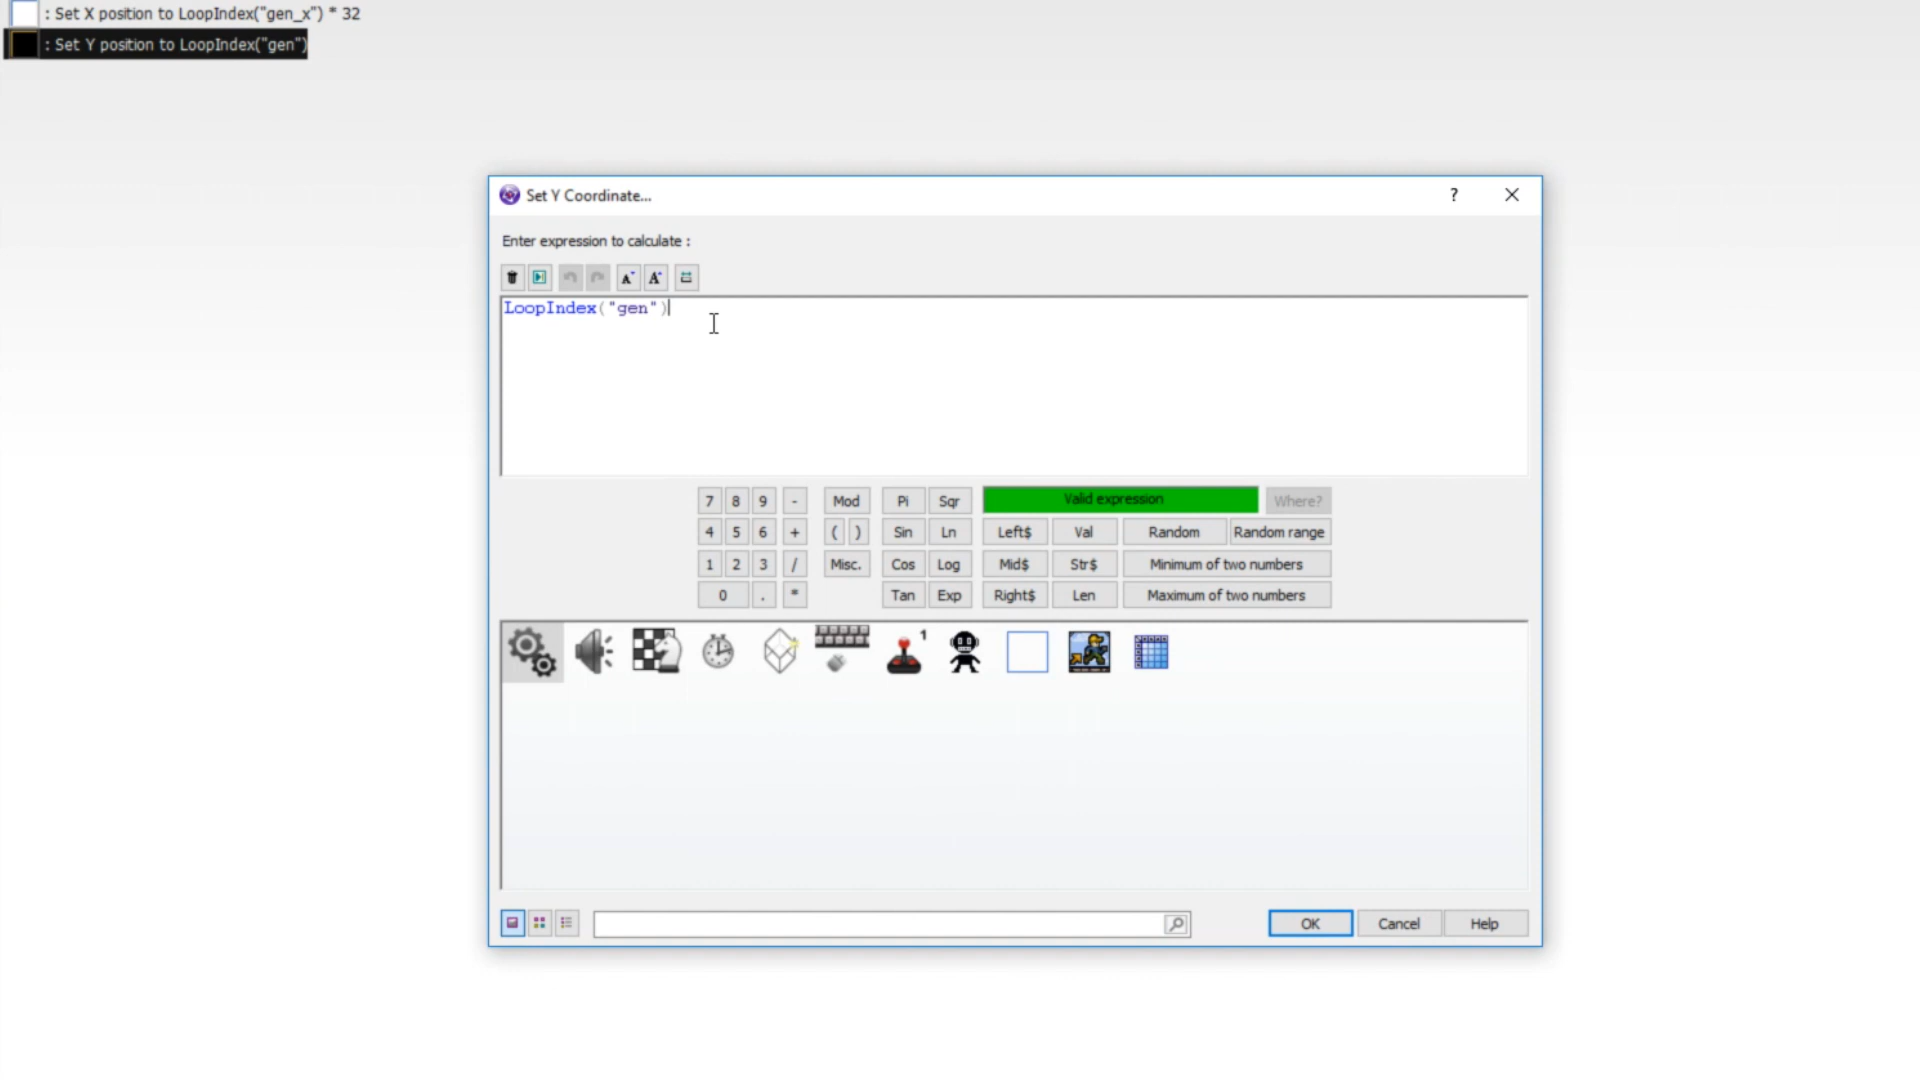 : Set X position to LoopIndex("gen_x") * 32
: Set Y position to LoopIndex("gen")
Set Y Coordinate...
?
Enter expression to calculate :
A A
LoopIndex("gen")
7 8 9 - Mod Pi Sqr Valid expression Where?
4 5 6 + ( ) Sin Ln Left$ Val Random Random range
1 2 3 / Misc. Cos Log Mid$ Str$ Minimum of two numbers
0 . * Tan Exp Right$ Len Maximum of two numbers
1
OK Cancel Help